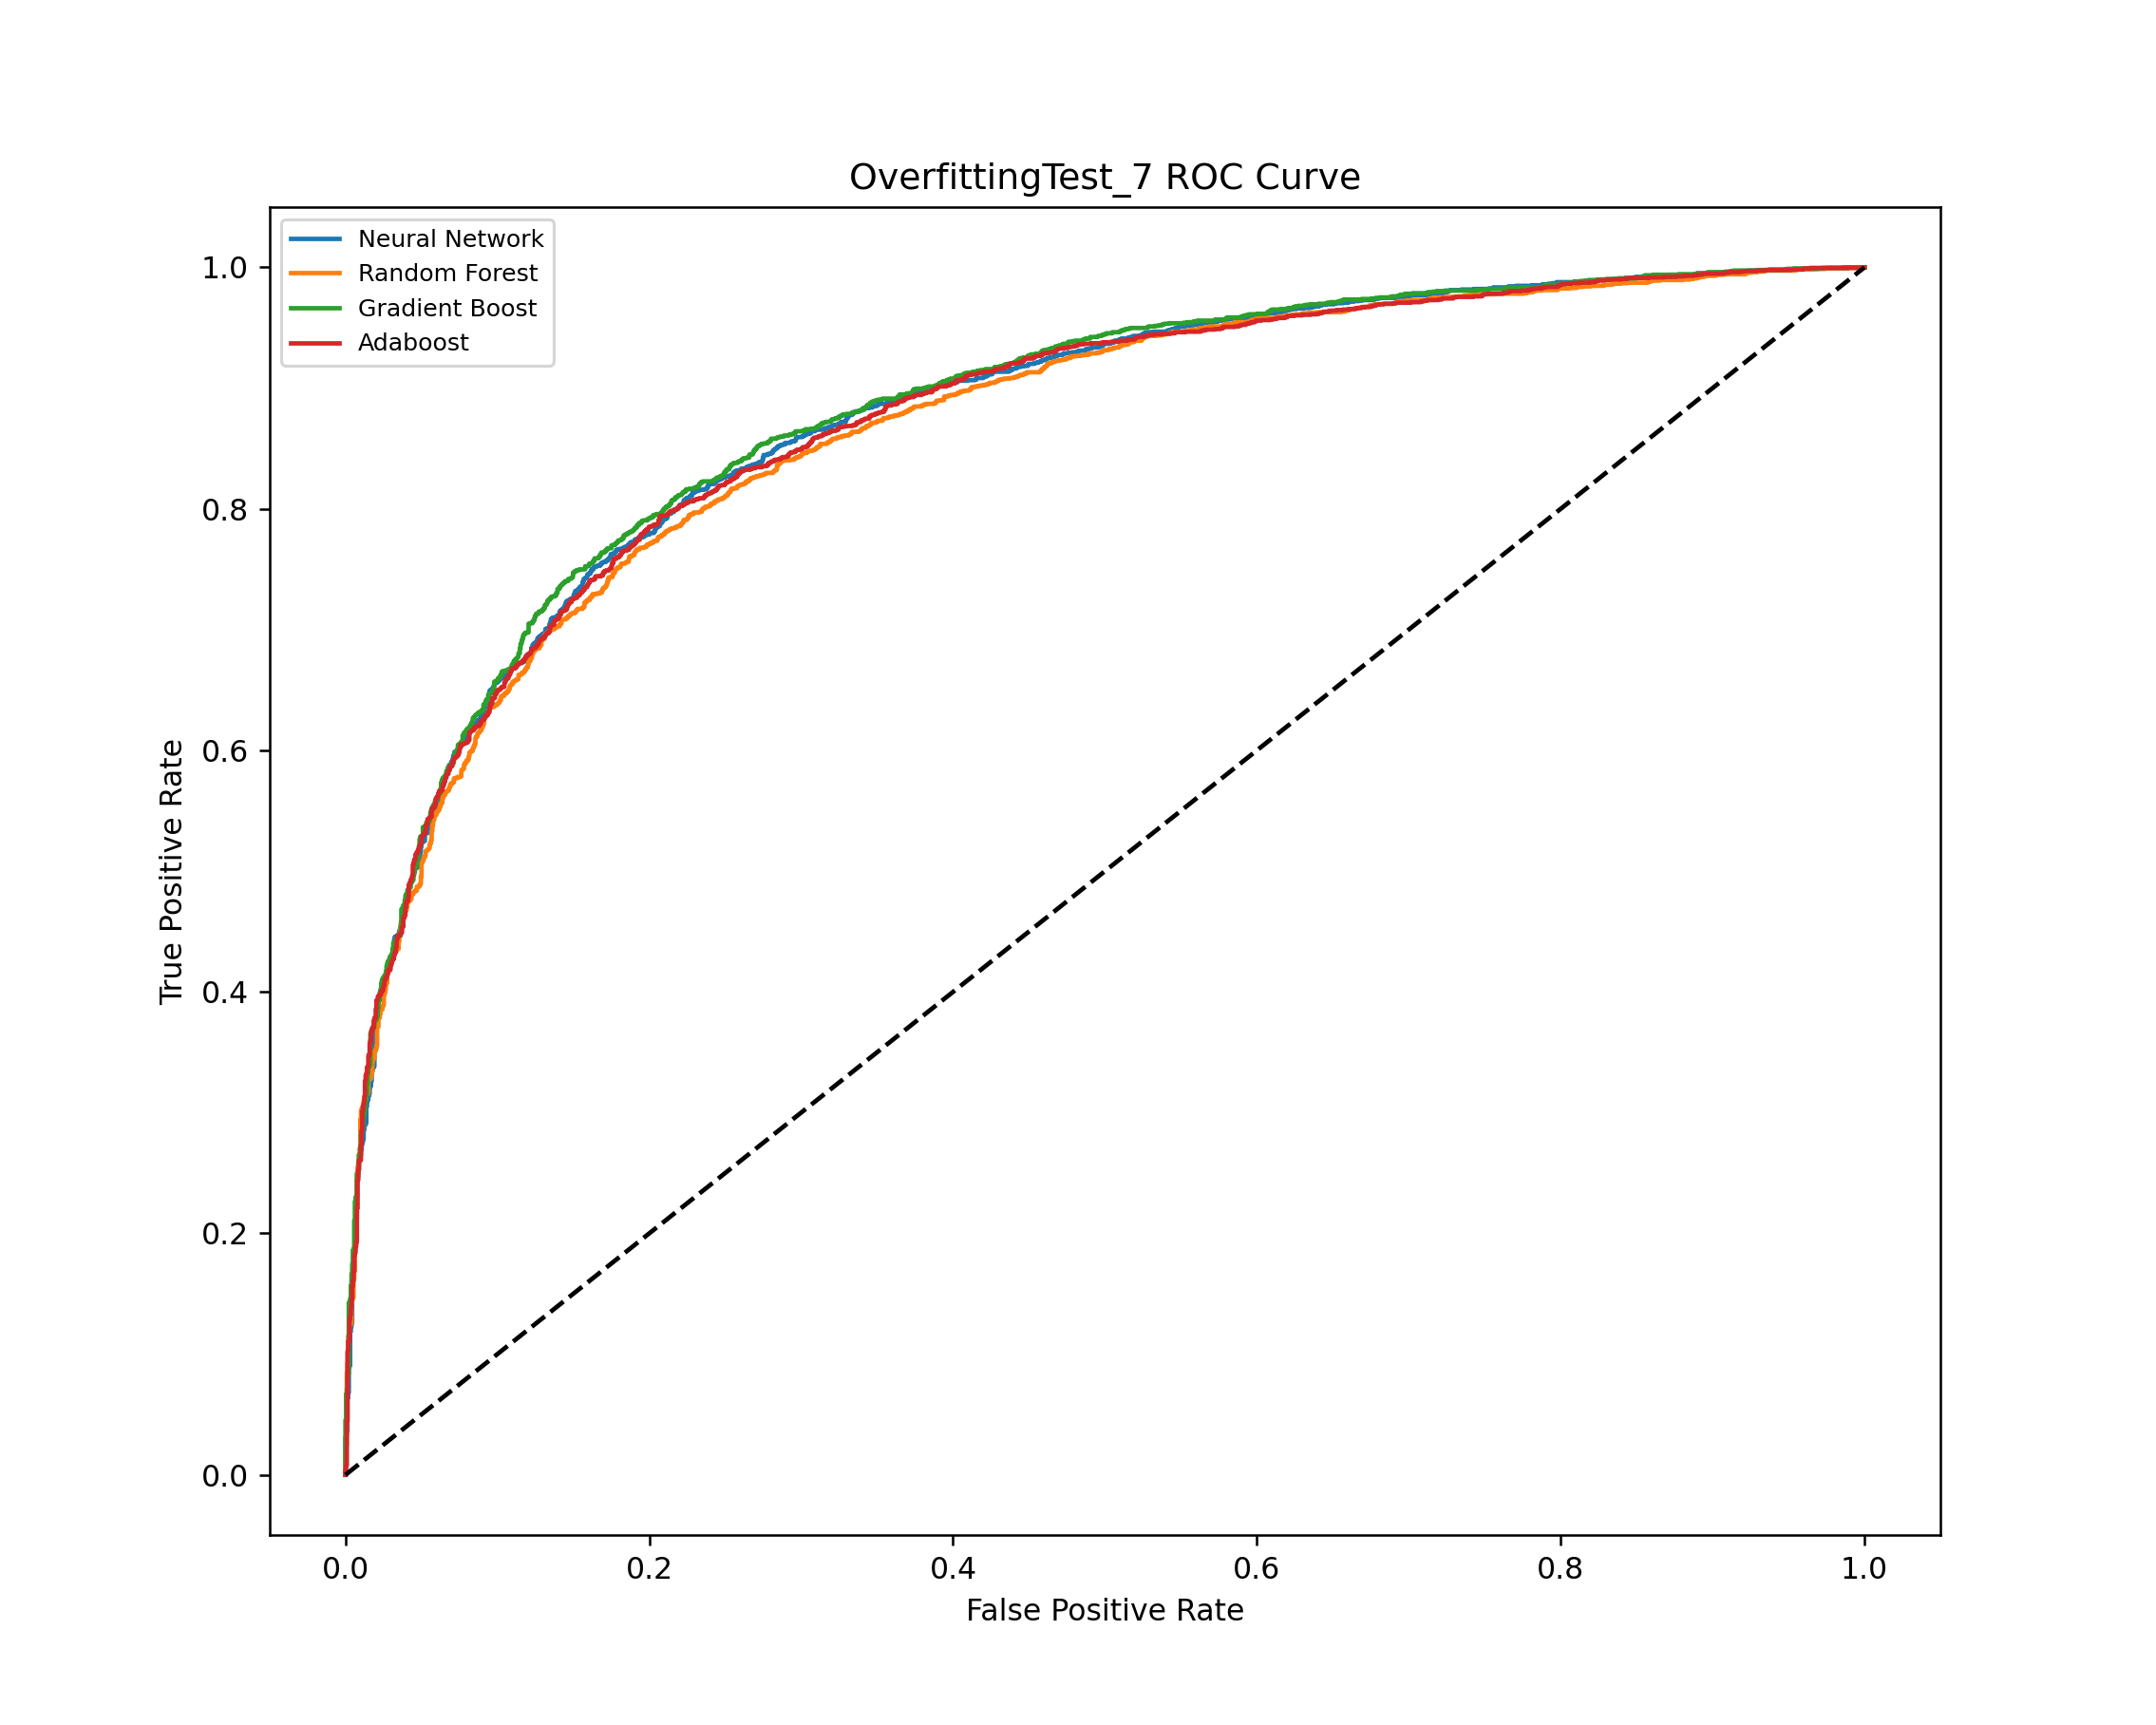 OverfittingTest_7 ROC Curve
Neural Network
Random Forest
Gradient Boost
Adaboost
1.0
0.8
0.6
0.4
0.2
0.0
True Positive Rate
0.0 0.2 0.4 0.6 0.8 1.0
False Positive Rate